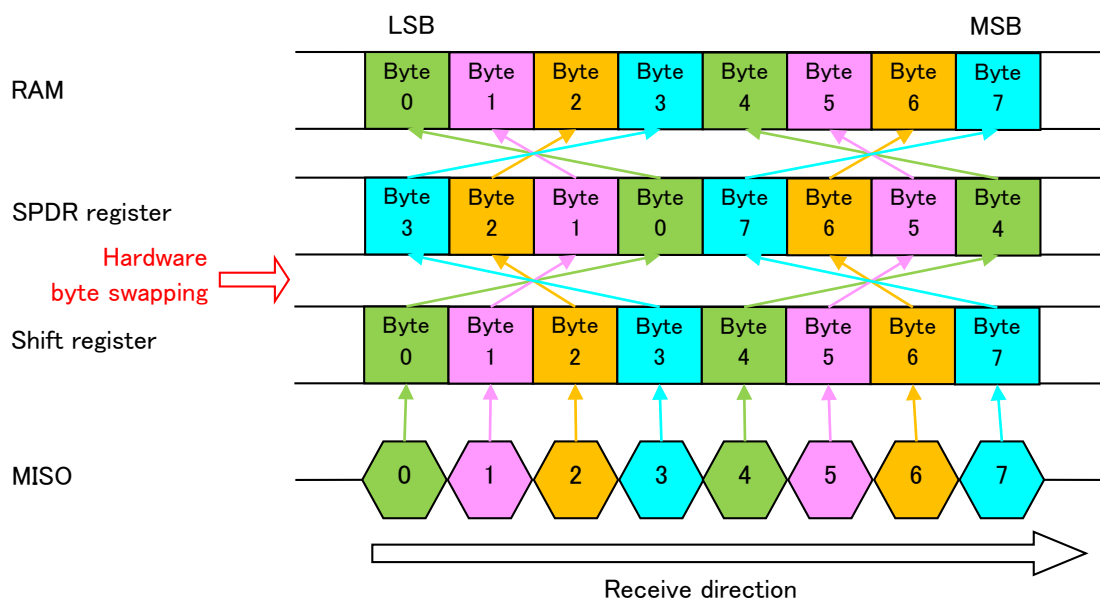 LSB MSB
RAM
Byte Byte Byte Byte Byte Byte Byte Byte
0 1 2 3 4 5 6 7
SPDR register
Byte Byte Byte Byte Byte Byte Byte Byte
3 2 1 0 7 6 5 4
Hardware
byte swapping
Shift register
Byte Byte Byte Byte Byte Byte Byte Byte
0 1 2 3 4 5 6 7
MISO
0 1 2 3 4 5 6 7
Receive direction